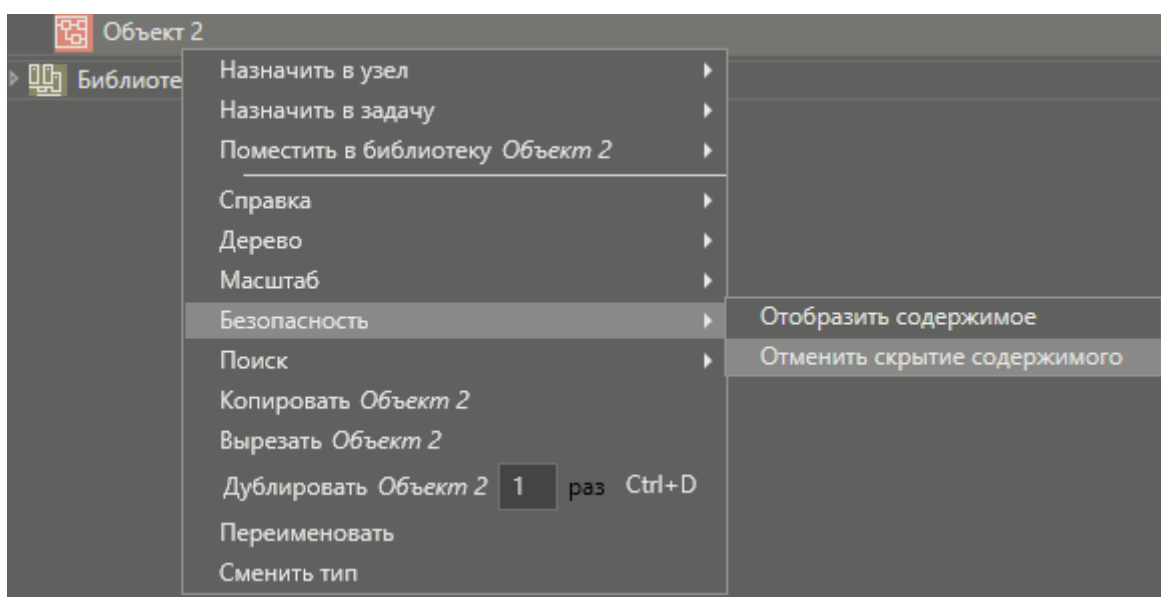 Объект 2
Библиоте
Назначить в узел
Назначить в задачу
Поместить в библиотеку Объект 2
Справка
Дерево
Масштаб
Безопасность
Отобразить содержимое
Отменить скрытие содержимого
Поиск
Копировать Объект 2
Вырезать Объект 2
Дублировать Объект 2 1 раз Ctrl+D
Переименовать
Сменить тип